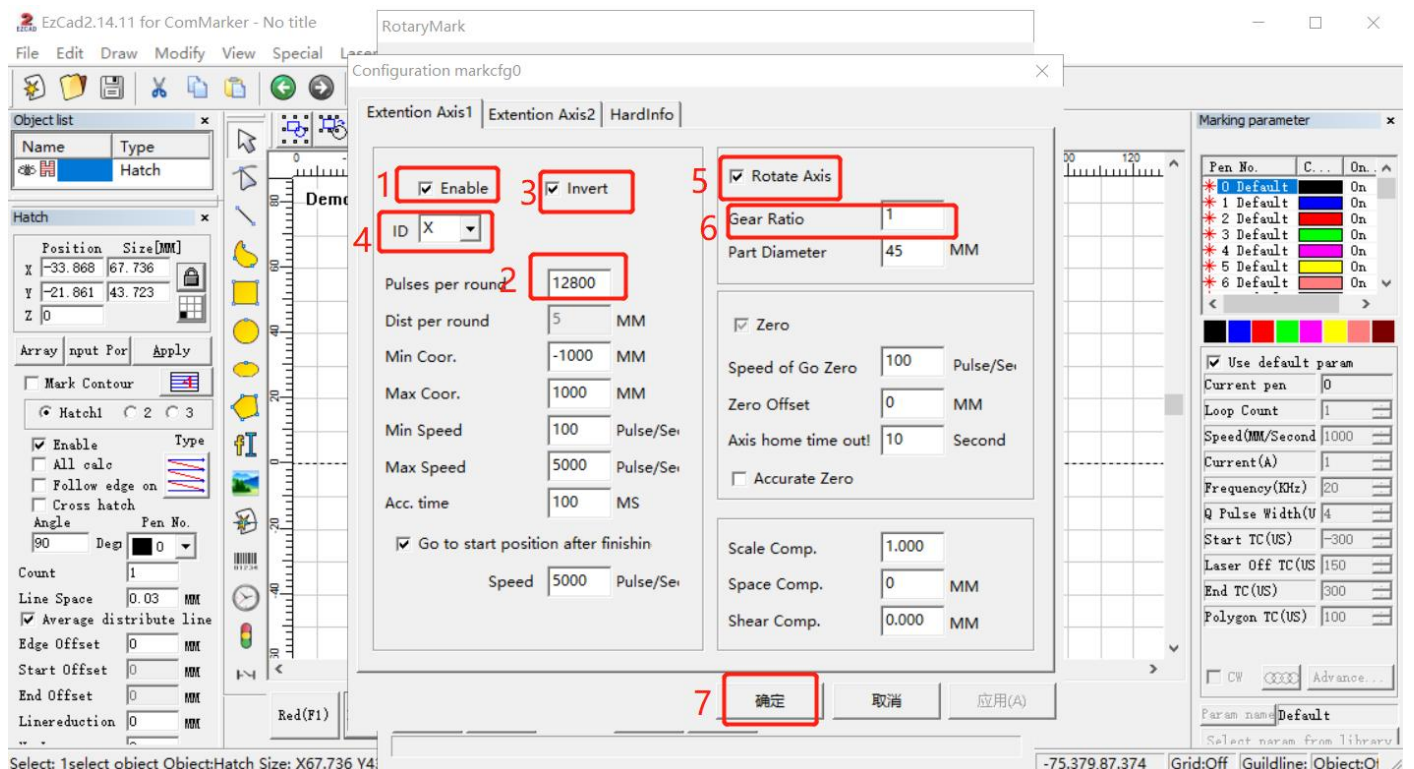 EzCad2.14.11 for ComMarker - No title
File Edit Draw Modify View Special Laser
RotaryMark
Configuration markcfg0
Object list
Name Type
Hatch
Hatch
Position Size[MM]
X -33.868 67.736
Y -21.861 43.723
Z 0
Array nput Por Apply
Mark Contour
Hatch1 2 3
Enable Type
All calc
Follow edge on
Cross hatch
Angle Pen No.
90 Deg 0
Count 1
Line Space 0.03 MM
Average distribute line
Edge Offset 0 MM
Start Offset 0 MM
End Offset 0 MM
Linereduction 0 MM
0
Demo
80
60
40
20
0
Red(F1)
Extention Axis1 Extention Axis2 HardInfo
1 Enable 3 Invert
4 ID X
Pulses per round 2 12800
Dist per round 5 MM
Min Coor. -1000 MM
Max Coor. 1000 MM
Min Speed 100 Pulse/Se
Max Speed 5000 Pulse/Se
Acc. time 100 MS
Go to start position after finishin
Speed 5000 Pulse/Se
5 Rotate Axis
6 Gear Ratio 1
Part Diameter 45 MM
Zero
Speed of Go Zero 100 Pulse/Se
Zero Offset 0 MM
Axis home time out! 10 Second
Accurate Zero
Scale Comp. 1.000
Space Comp. 0 MM
Shear Comp. 0.000 MM
7 确定 取消 应用(A)
120
Marking parameter
Pen No. C... On..
0 Default On
1 Default On
2 Default On
3 Default On
4 Default On
5 Default On
6 Default On
Use default param
Current pen 0
Loop Count 1
Speed(MM/Second 1000
Current(A) 1
Frequency(KHz) 20
Q Pulse Width(U 4
Start TC(US) -300
Laser Off TC(US 150
End TC(US) 300
Polygon TC(US) 100
CW Advance...
Param name Default
Select param from library
Select: 1select object Object:Hatch Size: X67.736 Y4
-75.379,87.374 Grid:Off Guildline: Object:Of